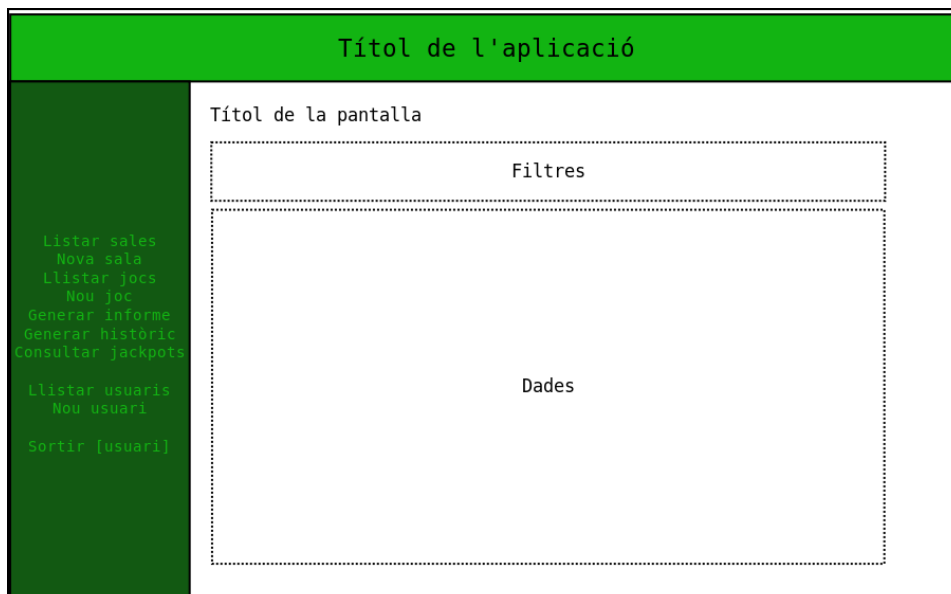 Títol de l'aplicació
Títol de la pantalla
Filtres
Listar sales
Nova sala
Llistar jocs
Nou joc
Generar informe
Generar històric
Consultar jackpots
Llistar usuaris
Nou usuari
Sortir [usuari]
Dades